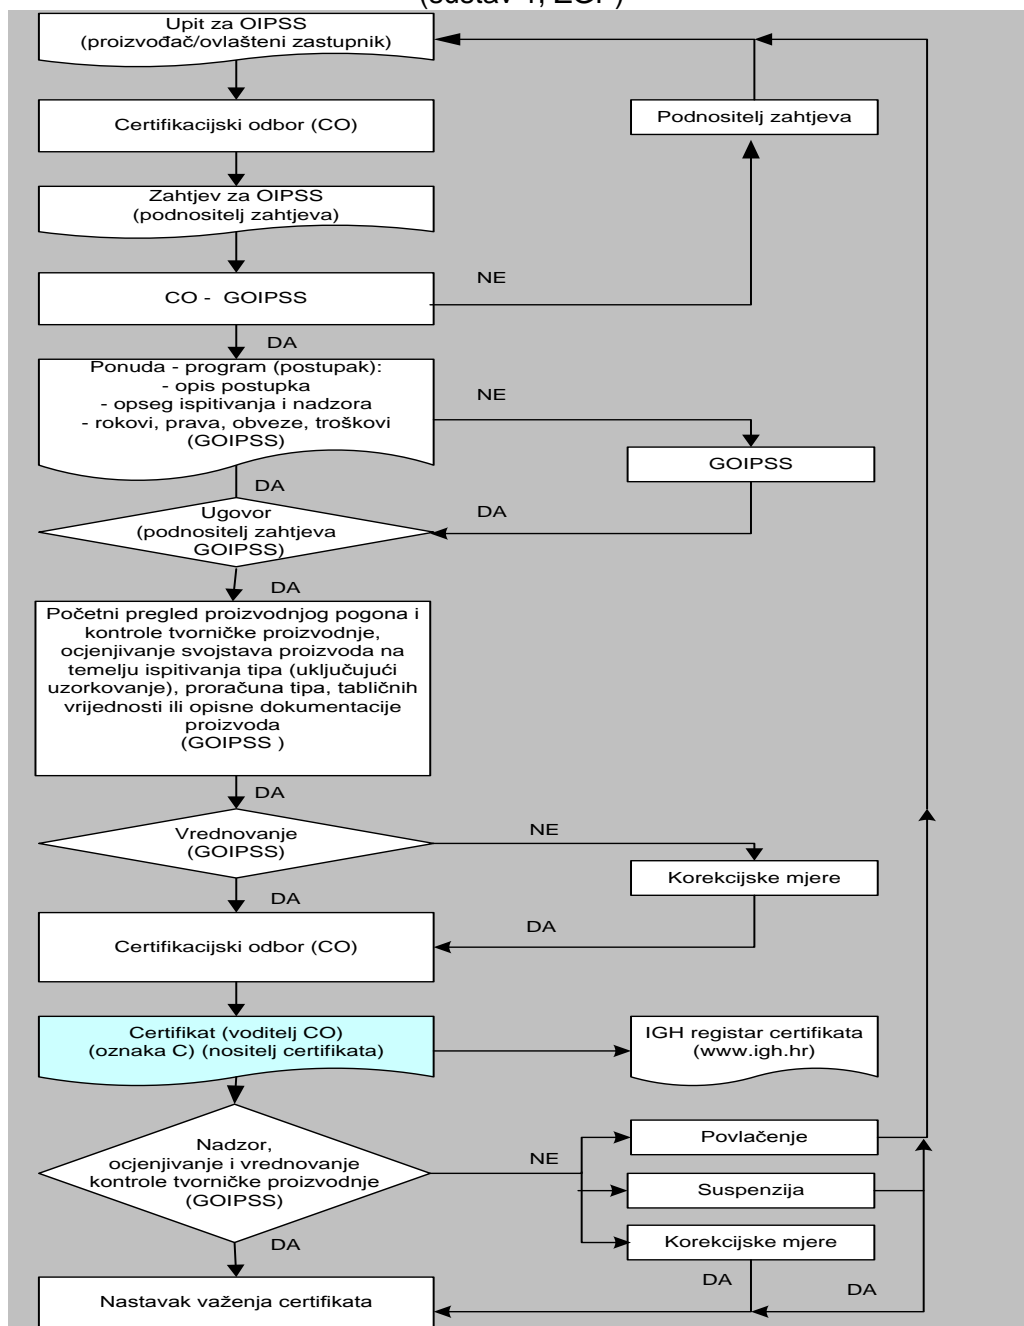 Upit za OIPSS
(proizvođač/ovlašteni zastupnik)
Certifikacijski odbor (CO)
Podnositelj zahtjeva
Zahtjev za OIPSS
(podnositelj zahtjeva)
NE
CO - GOIPSS
DA
Ponuda - program (postupak):
- opis postupka
- opseg ispitivanja i nadzora
- rokovi, prava, obveze, troškovi
(GOIPSS)
NE
GOIPSS
DA
DA
Ugovor
(podnositelj zahtjeva
GOIPSS)
DA
Početni pregled proizvodnjog pogona i
kontrole tvorničke proizvodnje,
ocjenjivanje svojstava proizvoda na
temelju ispitivanja tipa (uključujući
uzorkovanje), proračuna tipa, tabličnih
vrijednosti ili opisne dokumentacije
proizvoda
(GOIPSS )
DA
Vrednovanje
(GOIPSS)
NE
Korekcijske mjere
DA
DA
Certifikacijski odbor (CO)
Certifikat (voditelj CO)
(oznaka C) (nositelj certifikata)
IGH registar certifikata
(www.igh.hr)
Nadzor,
ocjenjivanje i vrednovanje
kontrole tvorničke proizvodnje
(GOIPSS)
NE
Povlačenje
Suspenzija
Korekcijske mjere
DA
DA
DA
Nastavak važenja certifikata